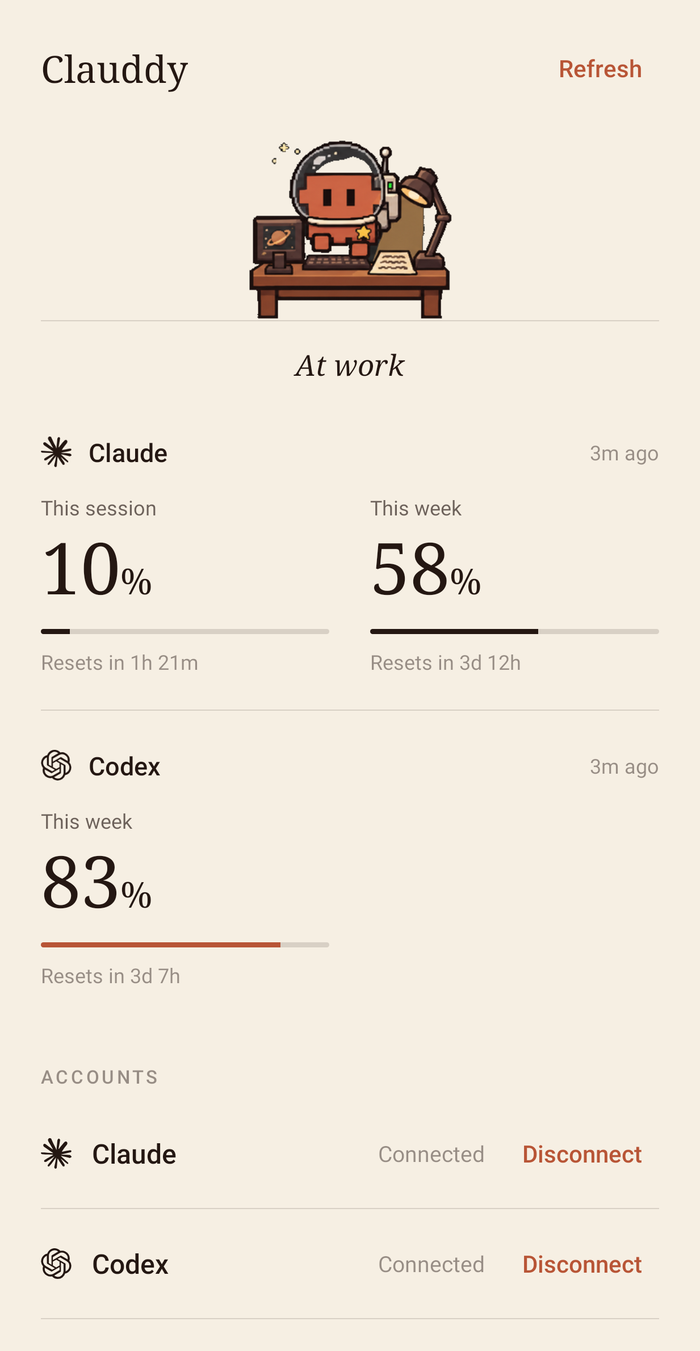 Clauddy
Refresh
At work
Claude
3m ago
This session
This week
10%
58%
Resets in 1h 21m
Resets in 3d 12h
Codex
3m ago
This week
83%
Resets in 3d 7h
ACCOUNTS
Claude
Connected
Disconnect
Codex
Connected
Disconnect